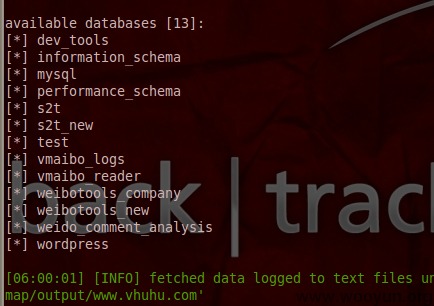 available databases [13]:
[*] dev_tools
[*] information_schema
[*] mysql
[*] performance_schema
[*] s2t
[*] s2t_new
[*] test
[*] vmaibo_logs
[*] vmaibo_reader
[*] weibotools_company
[*] weibotools_new
[*] weido_comment_analysis
[*] wordpress
back | track
[06:00:01] [INFO] fetched data logged to text files un
map/output/www.vhuhu.com'